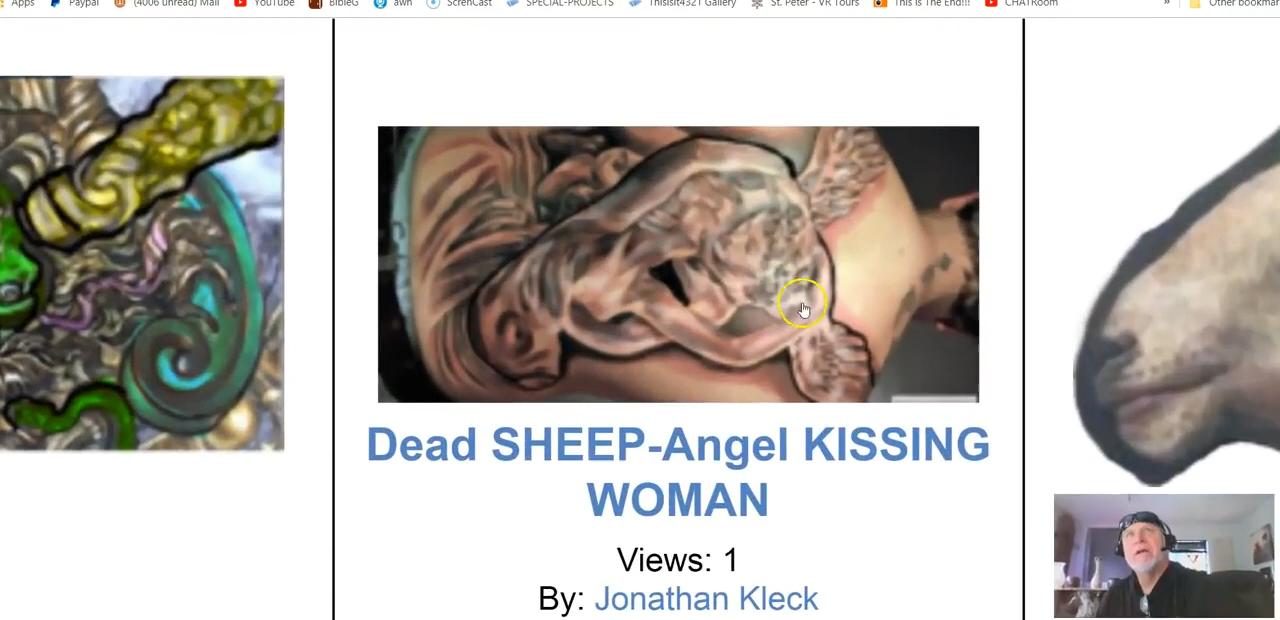 Apps Paypal (4006 unread) Mail YouTube BibleG awn ScrenCast SPECIAL-PROJECTS Thisisit4321 Gallery St. Peter - VR Tours This Is The End!!! CHATRoom » Other bookmar
Dead SHEEP-Angel KISSING
WOMAN
Views: 1
By: Jonathan Kleck